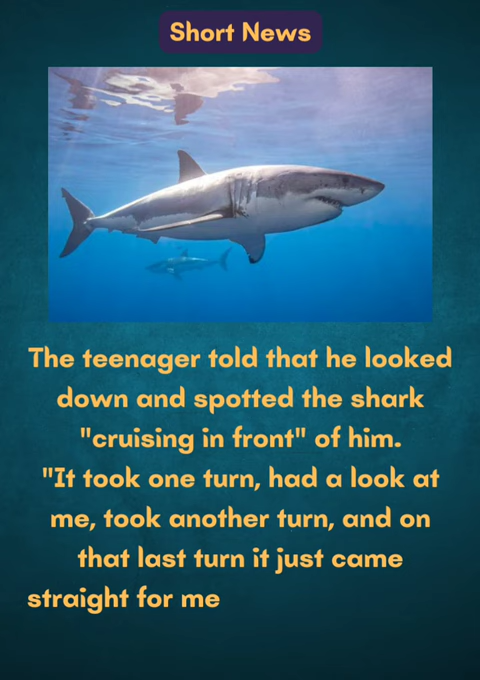 Short News
The teenager told that he looked
down and spotted the shark
"cruising in front" of him.
"It took one turn, had a look at
me, took another turn, and on
that last turn it just came
straight for me